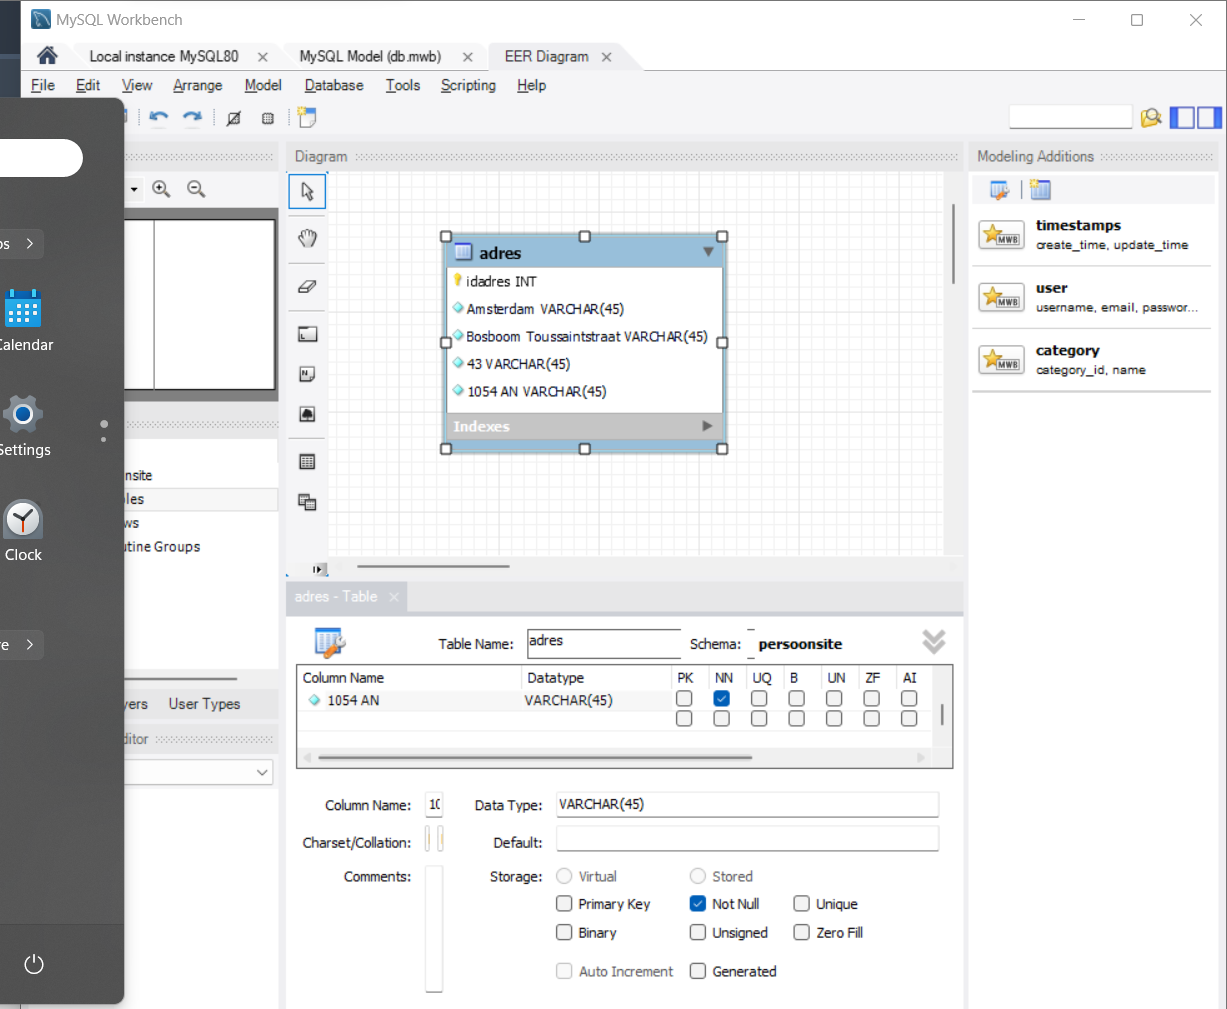 MySQL Workbench
Local instance MySQL80
MySQL Model (db.mwb)
EER Diagram
File Edit View Arrange Model Database Tools Scripting Help
Diagram
Modeling Additions
adres
idadres INT
Amsterdam VARCHAR(45)
Bosboom Toussaintstraat VARCHAR(45)
43 VARCHAR(45)
1054 AN VARCHAR(45)
Indexes
timestamps
create_time, update_time
user
username, email, passwor...
MWB
category
category_id, name
MWB
MWB
Calendar
Settings
Clock
nsite
les
ws
utine Groups
yers User Types
ditor
adres - Table
Table Name: adres Schema: persoonsite
Column Name Datatype PK NN UQ B UN ZF AI
1054 AN VARCHAR(45)
Column Name: 10 Data Type: VARCHAR(45)
Charset/Collation: Default:
Comments: Storage: Virtual Stored
Primary Key Not Null Unique
Binary Unsigned Zero Fill
Auto Increment Generated